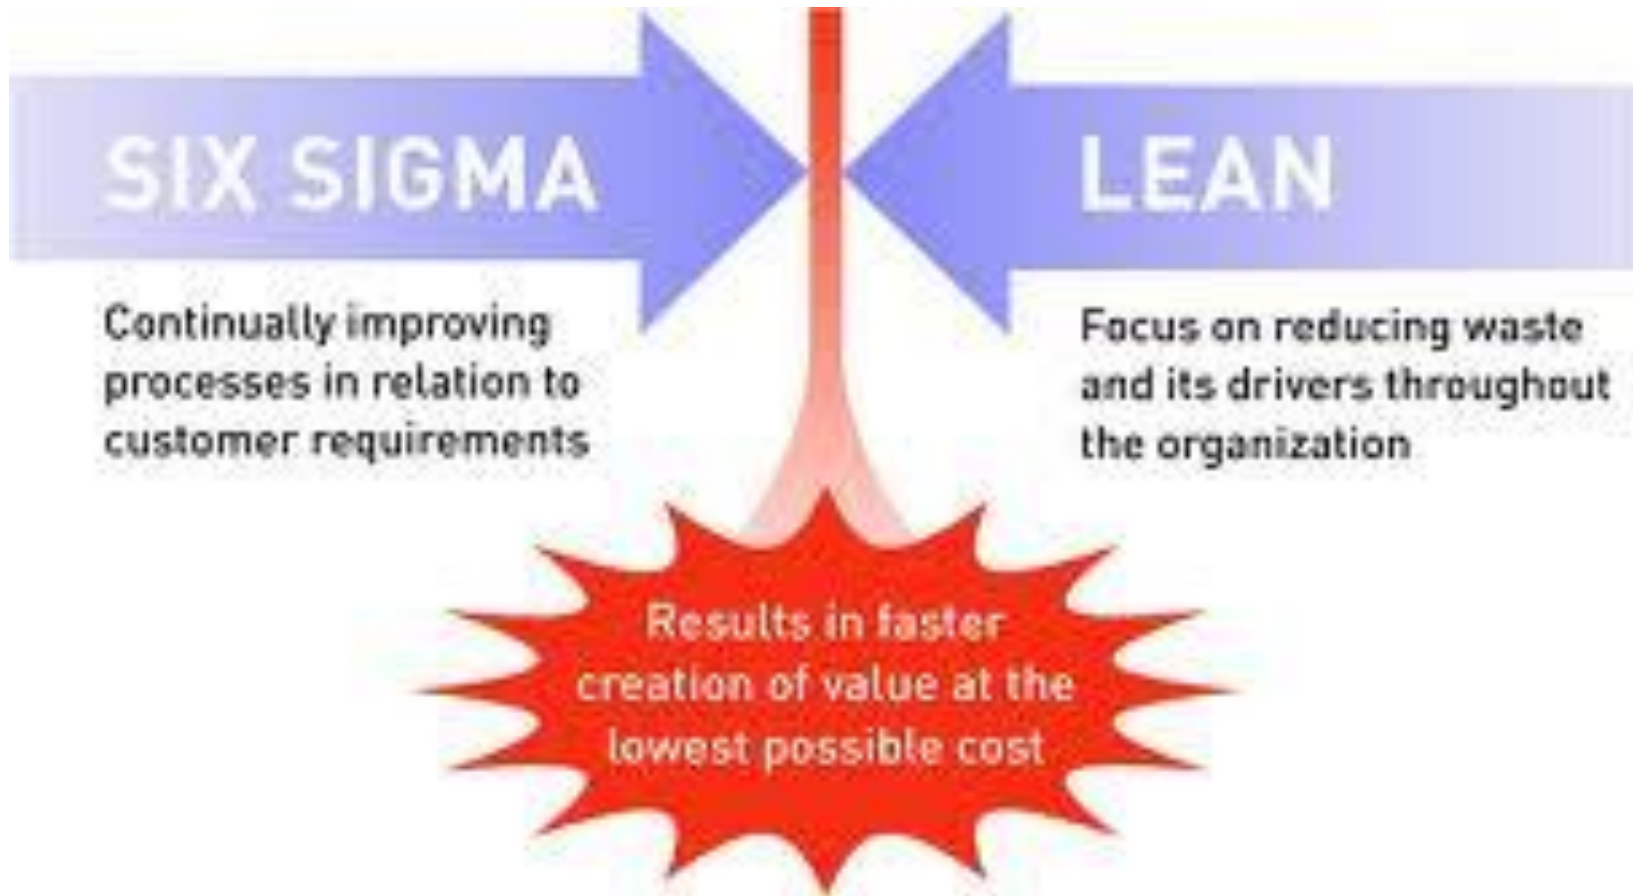 SIX SIGMA
Continually improving
processes in relation to
customer requirements
LEAN
Focus on reducing waste
and its drivers throughout
the organization
Results in faster
creation of value at the
lowest possible cost